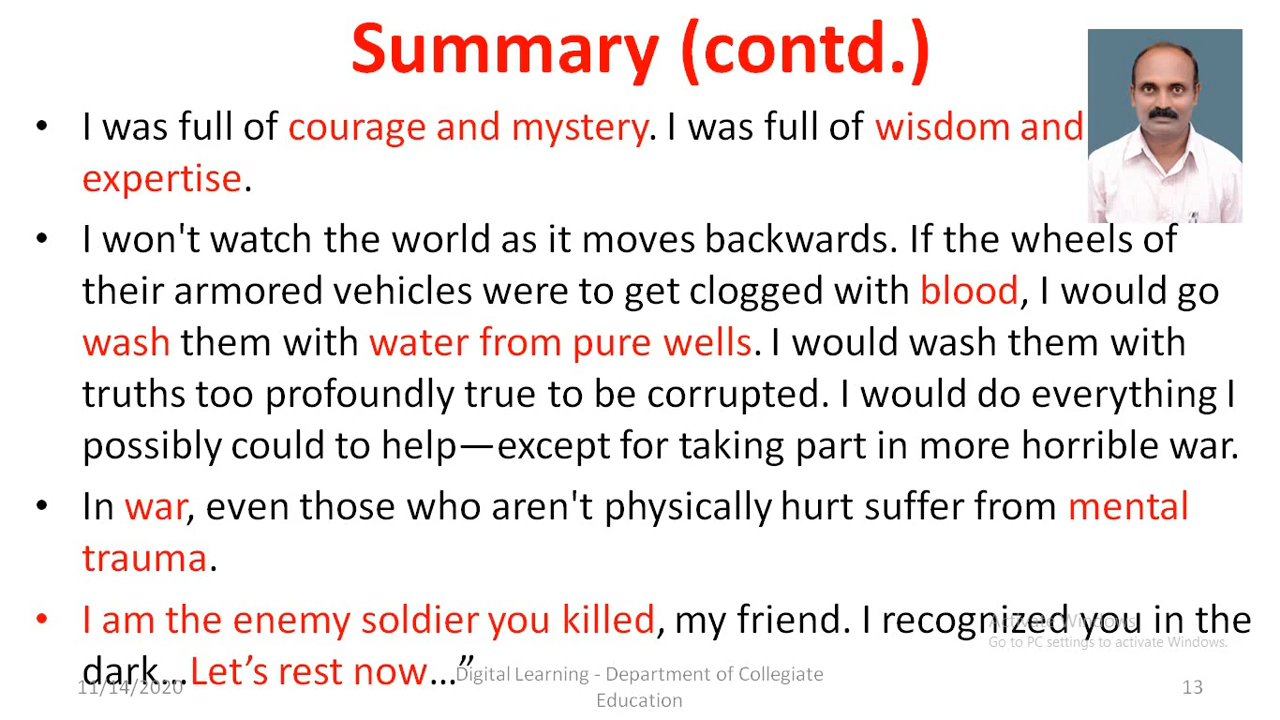 Summary (contd.)
• I was full of courage and mystery. I was full of wisdom and
expertise.
• I won't watch the world as it moves backwards. If the wheels of
their armored vehicles were to get clogged with blood, I would go
wash them with water from pure wells. I would wash them with
truths too profoundly true to be corrupted. I would do everything I
possibly could to help—except for taking part in more horrible war.
• In war, even those who aren't physically hurt suffer from mental
trauma.
• I am the enemy soldier you killed, my friend. I recognized you in the
dark…Let’s rest now…”
Activate Windows
Go to PC settings to activate Windows.
11/14/2020
Digital Learning - Department of Collegiate
Education
13